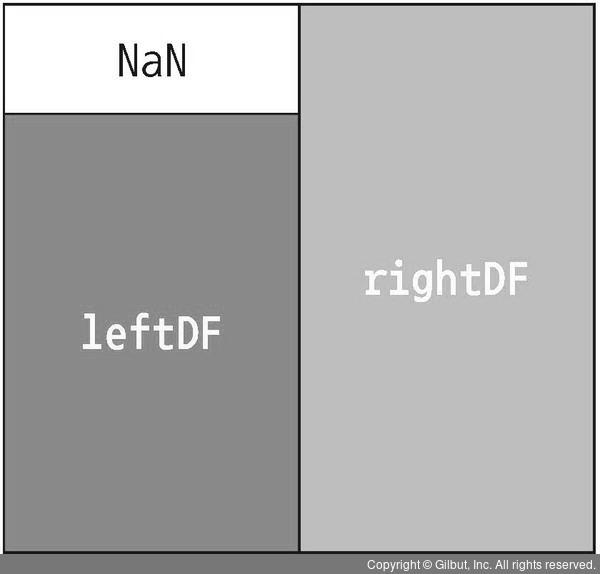 NaN
leftDF
rightDF
Copyright © Gilbut, Inc. All rights reserved.